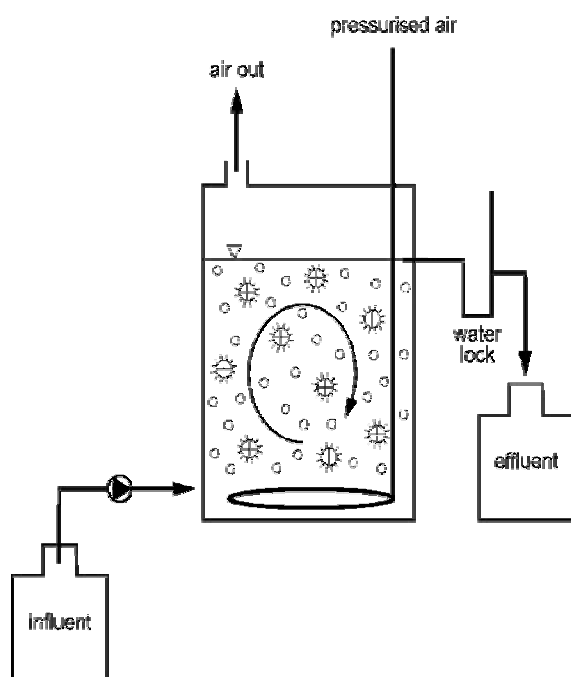 pressurised air
air out
water
lock
effluent
influent